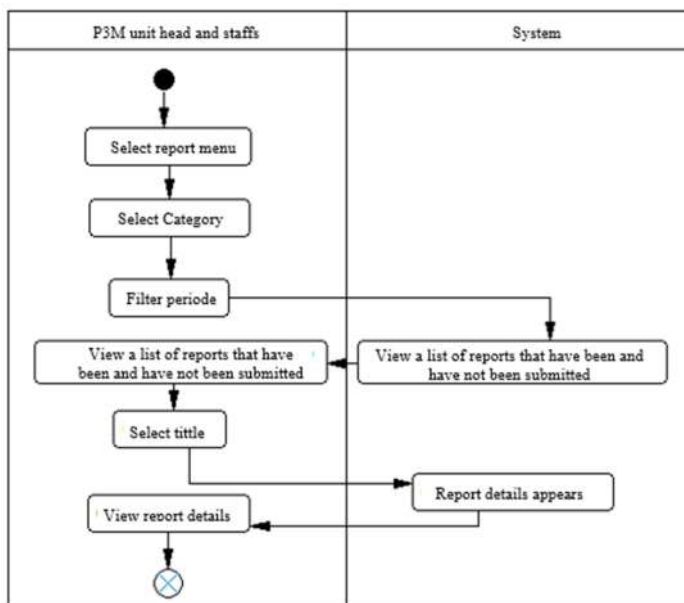 P3M unit head and staffs
System
Select report menu
Select Category
Filter periode
View a list of reports that have
been and have not been submitted
View a list of reports that have been and
have not been submitted
Select tittle
Report details appears
View report details